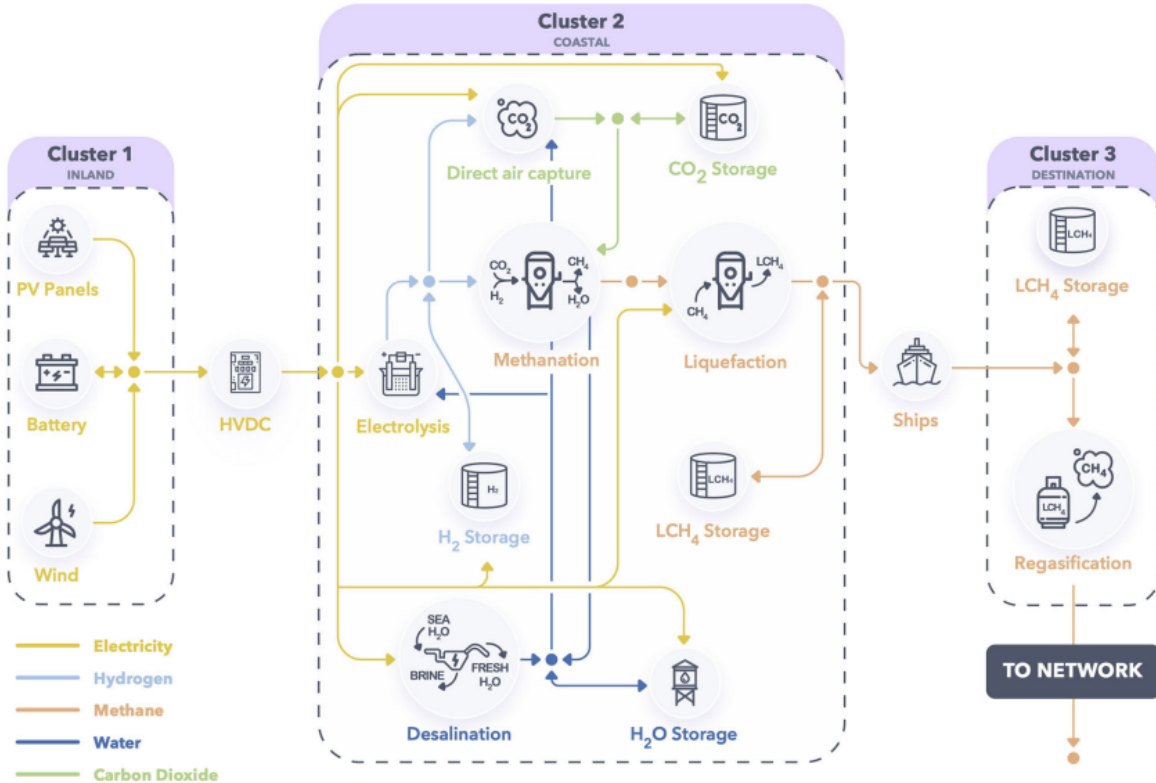 Cluster 1
INLAND
PV Panels
Battery
Wind
HVDC
Cluster 2
COASTAL
CO2
Direct air capture
CO2
CO2 Storage
CO2
H2
CH4
H2O
Methanation
CH4
LCH4
Liquefaction
Electrolysis
H2
H2 Storage
LCH4
LCH4 Storage
SEA
H2O
BRINE
FRESH
H2O
Desalination
H2O Storage
Ships
Cluster 3
DESTINATION
LCH4
LCH4 Storage
LCH4
CH4
Regasification
TO NETWORK
Electricity
Hydrogen
Methane
Water
Carbon Dioxide